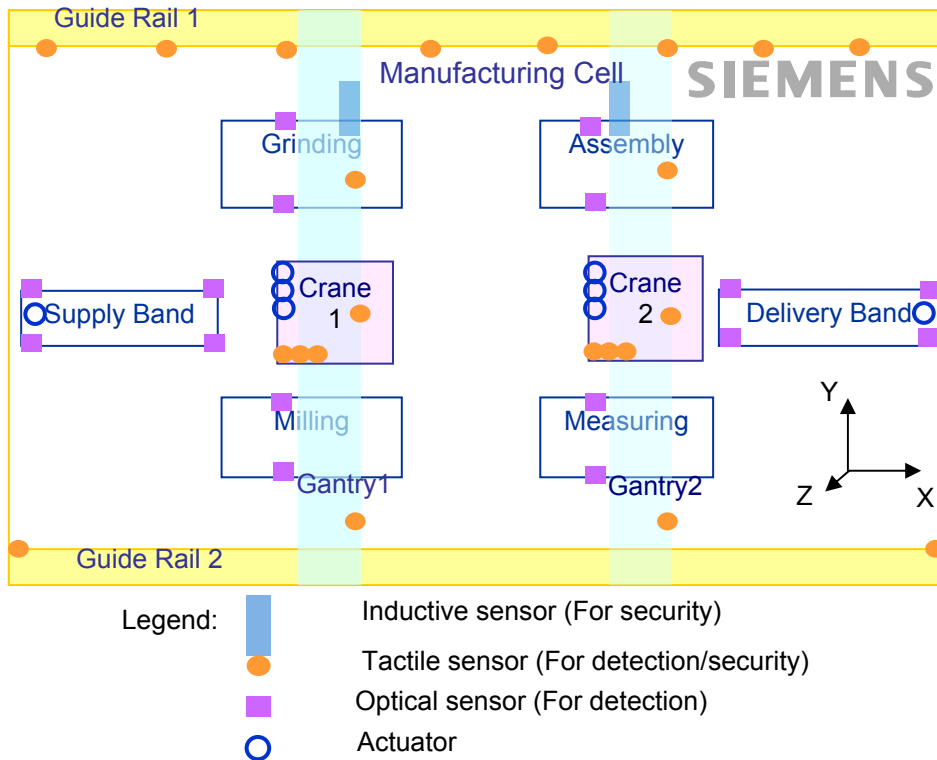 Guide Rail 1
Manufacturing Cell
SIEMENS
Grinding
Assembly
Supply Band
Crane
1
Crane
2
Delivery Band
Milling
Measuring
Gantry1
Gantry2
Y
Z
X
Guide Rail 2
Legend:
Inductive sensor (For security)
Tactile sensor (For detection/security)
Optical sensor (For detection)
Actuator